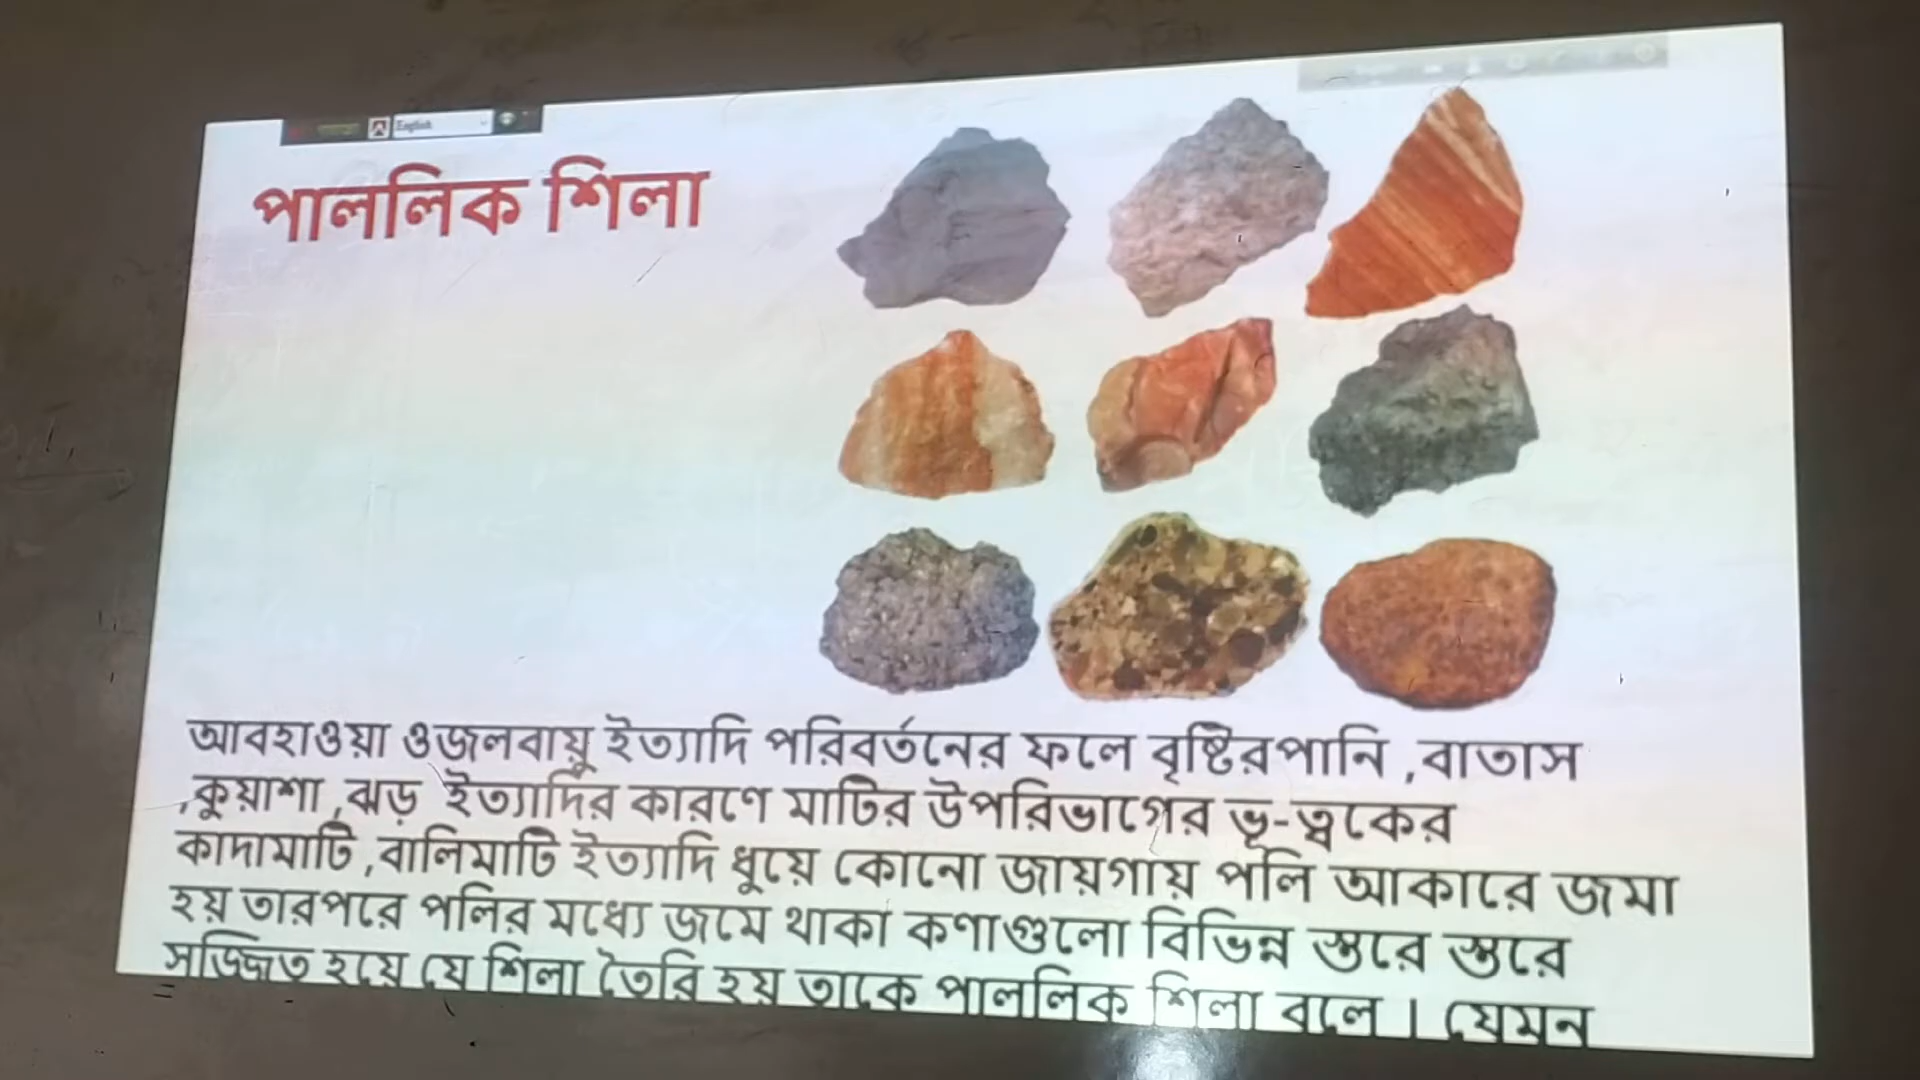 English
পাললিক শিলা
আবহাওয়া ওজলবায়ু ইত্যাদি পরিবর্তনের ফলে বৃষ্টিরপানি ,বাতাস
,কুয়াশা ,ঝড় ইত্যাদির কারণে মাটির উপরিভাগের ভূ-ত্বকের
কাদামাটি ,বালিমাটি ইত্যাদি ধুয়ে কোনো জায়গায় পলি আকারে জমা
হয় তারপরে পলির মধ্যে জমে থাকা কণাগুলো বিভিন্ন স্তরে স্তরে
সজ্জিত হয়ে যে শিলা তৈরি হয় তাকে পাললিক শিলা বলে । যেমন